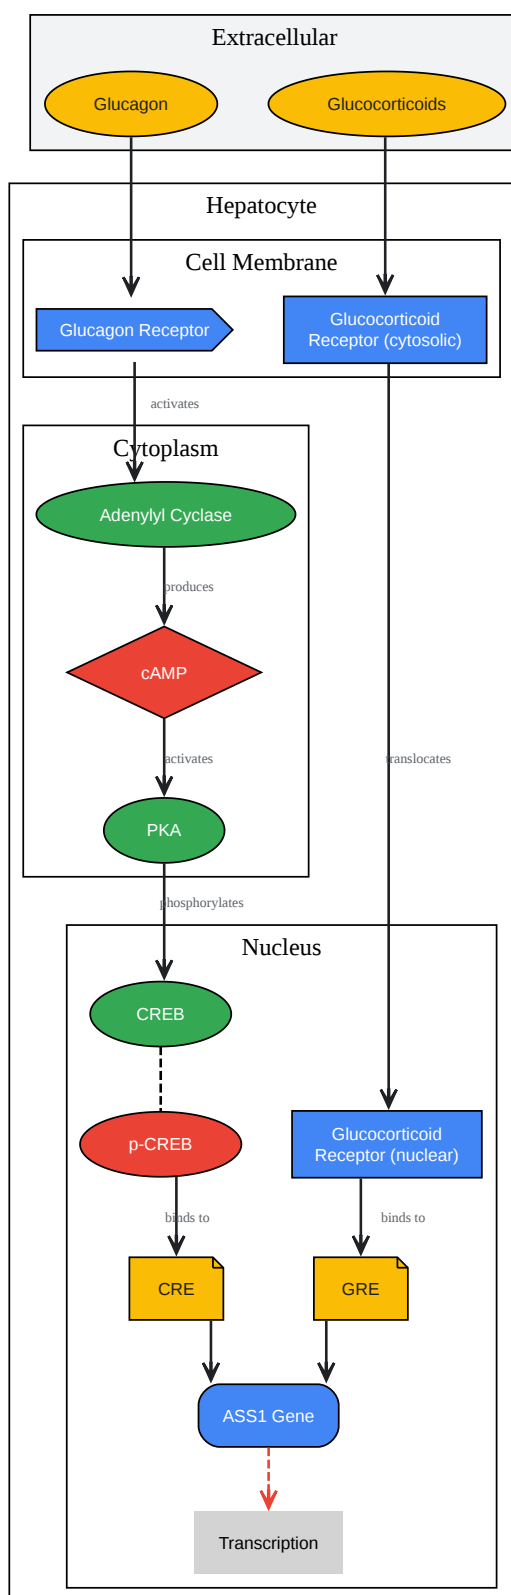 Extracellular
Glucagon
Glucocorticoids
Hepatocyte
Cell Membrane
Glucagon Receptor
Glucocorticoid
Receptor (cytosolic)
activates
Cytoplasm
Adenylyl Cyclase
produces
cAMP
activates
translocates
PKA
phosphorylates
Nucleus
CREB
p-CREB
Glucocorticoid
Receptor (nuclear)
binds to
binds to
CRE
GRE
ASS1 Gene
Transcription